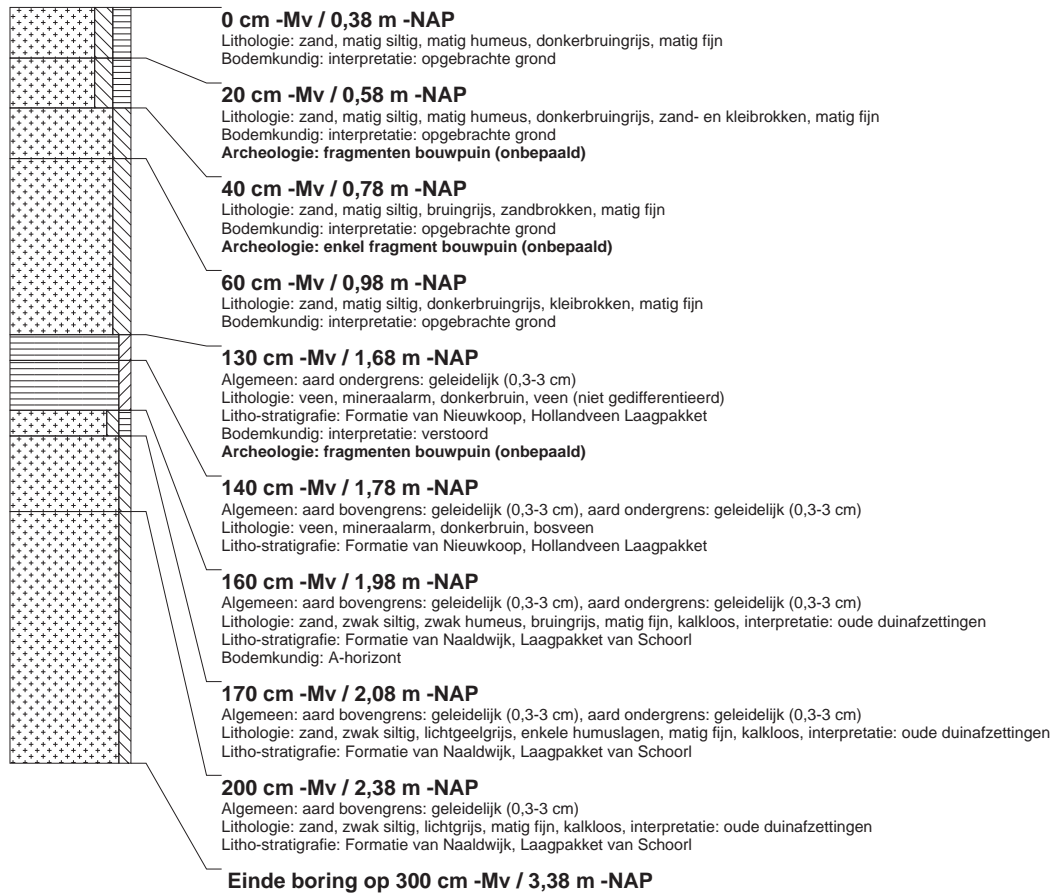 0 cm -Mv / 0,38 m -NAP
Lithologie: zand, matig siltig, matig humeus, donkerbruingrijs, matig fijn
Bodemkundig: interpretatie: opgebrachte grond
20 cm -Mv / 0,58 m -NAP
Lithologie: zand, matig siltig, matig humeus, donkerbruingrijs, zand- en kleibrokken, matig fijn
Bodemkundig: interpretatie: opgebrachte grond
Archeologie: fragmenten bouwpuin (onbepaald)
40 cm -Mv / 0,78 m -NAP
Lithologie: zand, matig siltig, bruingrijs, zandbrokken, matig fijn
Bodemkundig: interpretatie: opgebrachte grond
Archeologie: enkel fragment bouwpuin (onbepaald)
60 cm -Mv / 0,98 m -NAP
Lithologie: zand, matig siltig, donkerbruingrijs, kleibrokken, matig fijn
Bodemkundig: interpretatie: opgebrachte grond
130 cm -Mv / 1,68 m -NAP
Algemeen: aard ondergrens: geleidelijk (0,3-3 cm)
Lithologie: veen, mineraalarm, donkerbruin, veen (niet gedifferentieerd)
Litho-stratigrafie: Formatie van Nieuwkoop, Hollandveen Laagpakket
Bodemkundig: interpretatie: verstoord
Archeologie: fragmenten bouwpuin (onbepaald)
140 cm -Mv / 1,78 m -NAP
Algemeen: aard bovengrens: geleidelijk (0,3-3 cm), aard ondergrens: geleidelijk (0,3-3 cm)
Lithologie: veen, mineraalarm, donkerbruin, bosveen
Litho-stratigrafie: Formatie van Nieuwkoop, Hollandveen Laagpakket
160 cm -Mv / 1,98 m -NAP
Algemeen: aard bovengrens: geleidelijk (0,3-3 cm), aard ondergrens: geleidelijk (0,3-3 cm)
Lithologie: zand, zwak siltig, zwak humeus, bruingrijs, matig fijn, kalkloos, interpretatie: oude duinafzettingen
Litho-stratigrafie: Formatie van Naaldwijk, Laagpakket van Schoorl
Bodemkundig: A-horizont
170 cm -Mv / 2,08 m -NAP
Algemeen: aard bovengrens: geleidelijk (0,3-3 cm), aard ondergrens: geleidelijk (0,3-3 cm)
Lithologie: zand, zwak siltig, lichtgeelgrijs, enkele humuslagen, matig fijn, kalkloos, interpretatie: oude duinafzettingen
Litho-stratigrafie: Formatie van Naaldwijk, Laagpakket van Schoorl
200 cm -Mv / 2,38 m -NAP
Algemeen: aard bovengrens: geleidelijk (0,3-3 cm)
Lithologie: zand, zwak siltig, lichtgrijs, matig fijn, kalkloos, interpretatie: oude duinafzettingen
Litho-stratigrafie: Formatie van Naaldwijk, Laagpakket van Schoorl
Einde boring op 300 cm -Mv / 3,38 m -NAP